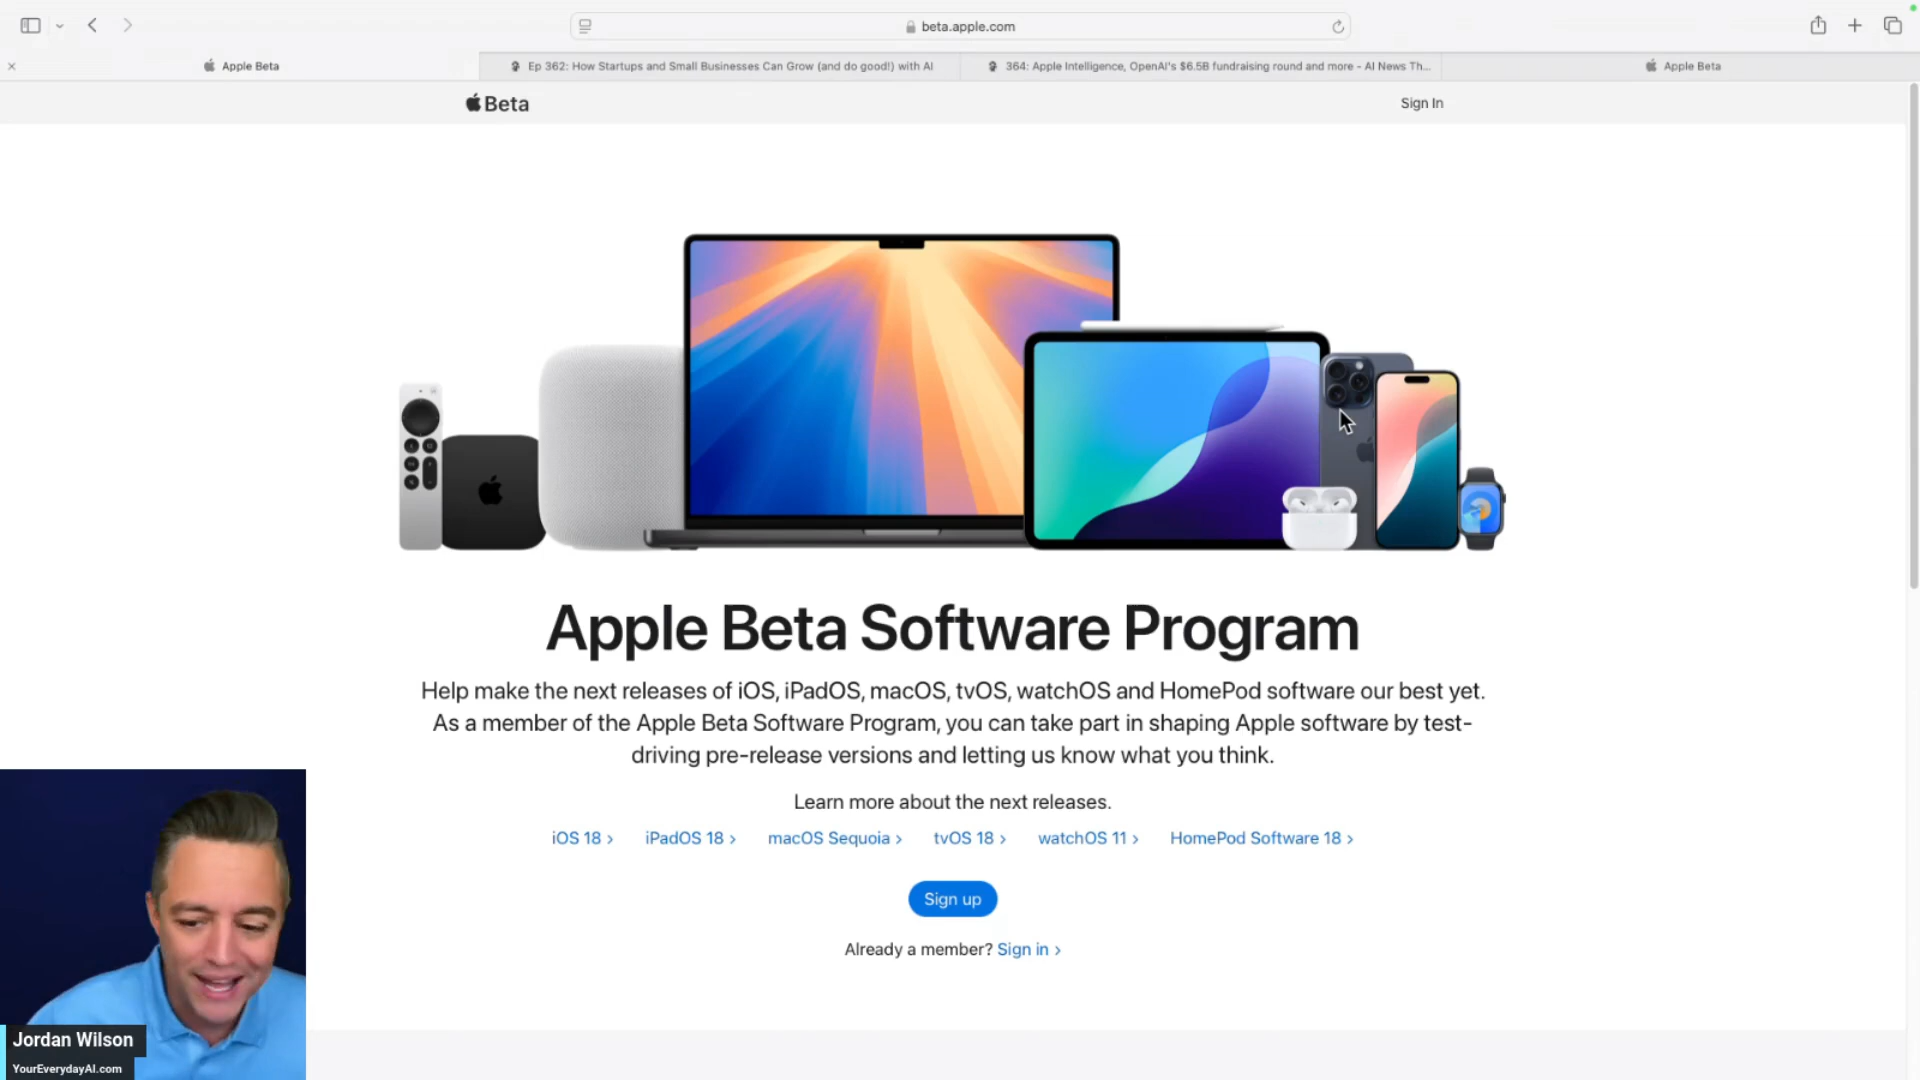 beta.apple.com
Apple Beta
Ep 362: How Startups and Small Businesses Can Grow (and do good!) with AI
364: Apple Intelligence, OpenAI's $6.5B fundraising round and more - AI News Th...
Apple Beta
Beta
Sign In
Apple Beta Software Program
Help make the next releases of iOS, iPadOS, macOS, tvOS, watchOS and HomePod software our best yet.
As a member of the Apple Beta Software Program, you can take part in shaping Apple software by test-
driving pre-release versions and letting us know what you think.
Learn more about the next releases.
iOS 18 >
iPadOS 18 >
macOS Sequoia >
tvOS 18 >
watchOS 11 >
HomePod Software 18 >
Sign up
Already a member? Sign in >
Jordan Wilson
YourEverydayAI.com